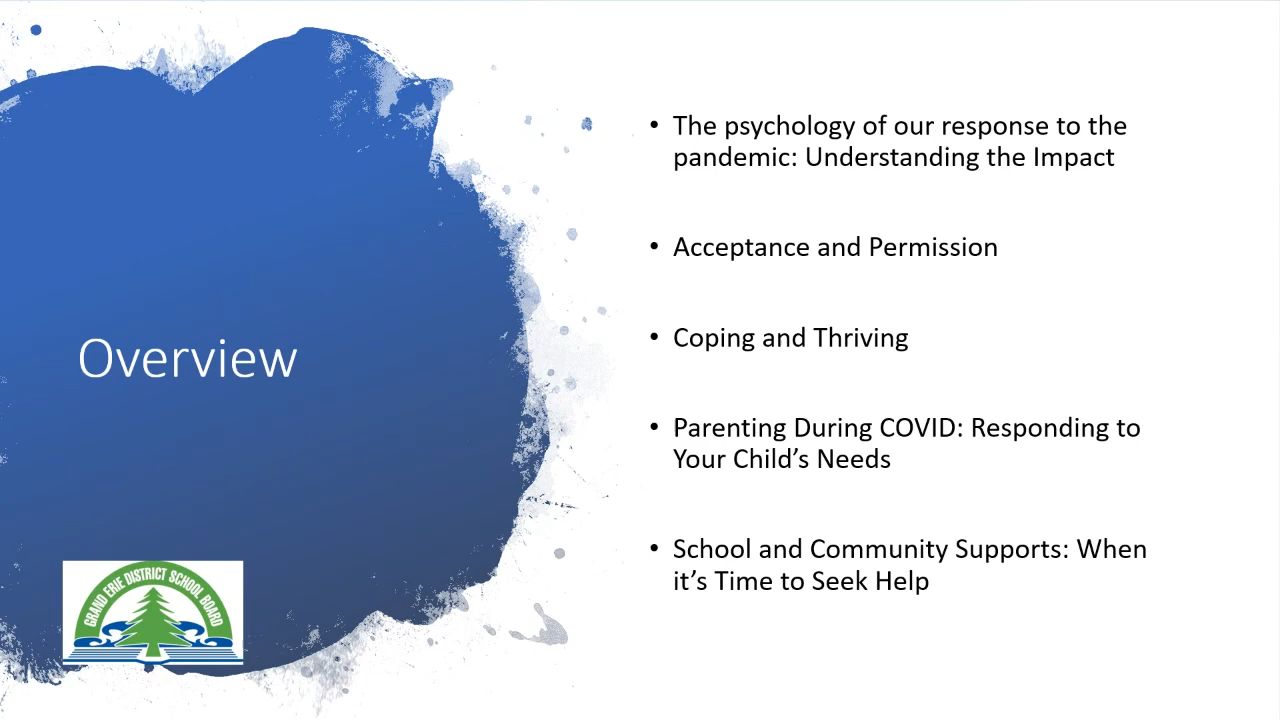 Overview
GRAND ERIE DISTRICT SCHOOL BOARD
• The psychology of our response to the
pandemic: Understanding the Impact
• Acceptance and Permission
• Coping and Thriving
• Parenting During COVID: Responding to
Your Child’s Needs
• School and Community Supports: When
it’s Time to Seek Help